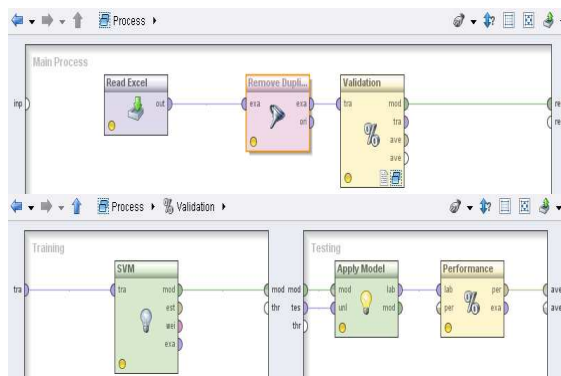 Process
Main Process
inp
Read Excel
out
Remove Dupli...
exa
exa
ori
Validation
tra
mod
tra
ave
ave
re
re
Process
Validation
Training
tra
SVM
tra
mod
est
wei
exa
mod
thr
Testing
mod
tes
thr
Apply Model
mod
unl
lab
mod
Performance
lab
per
per
exa
ave
ave